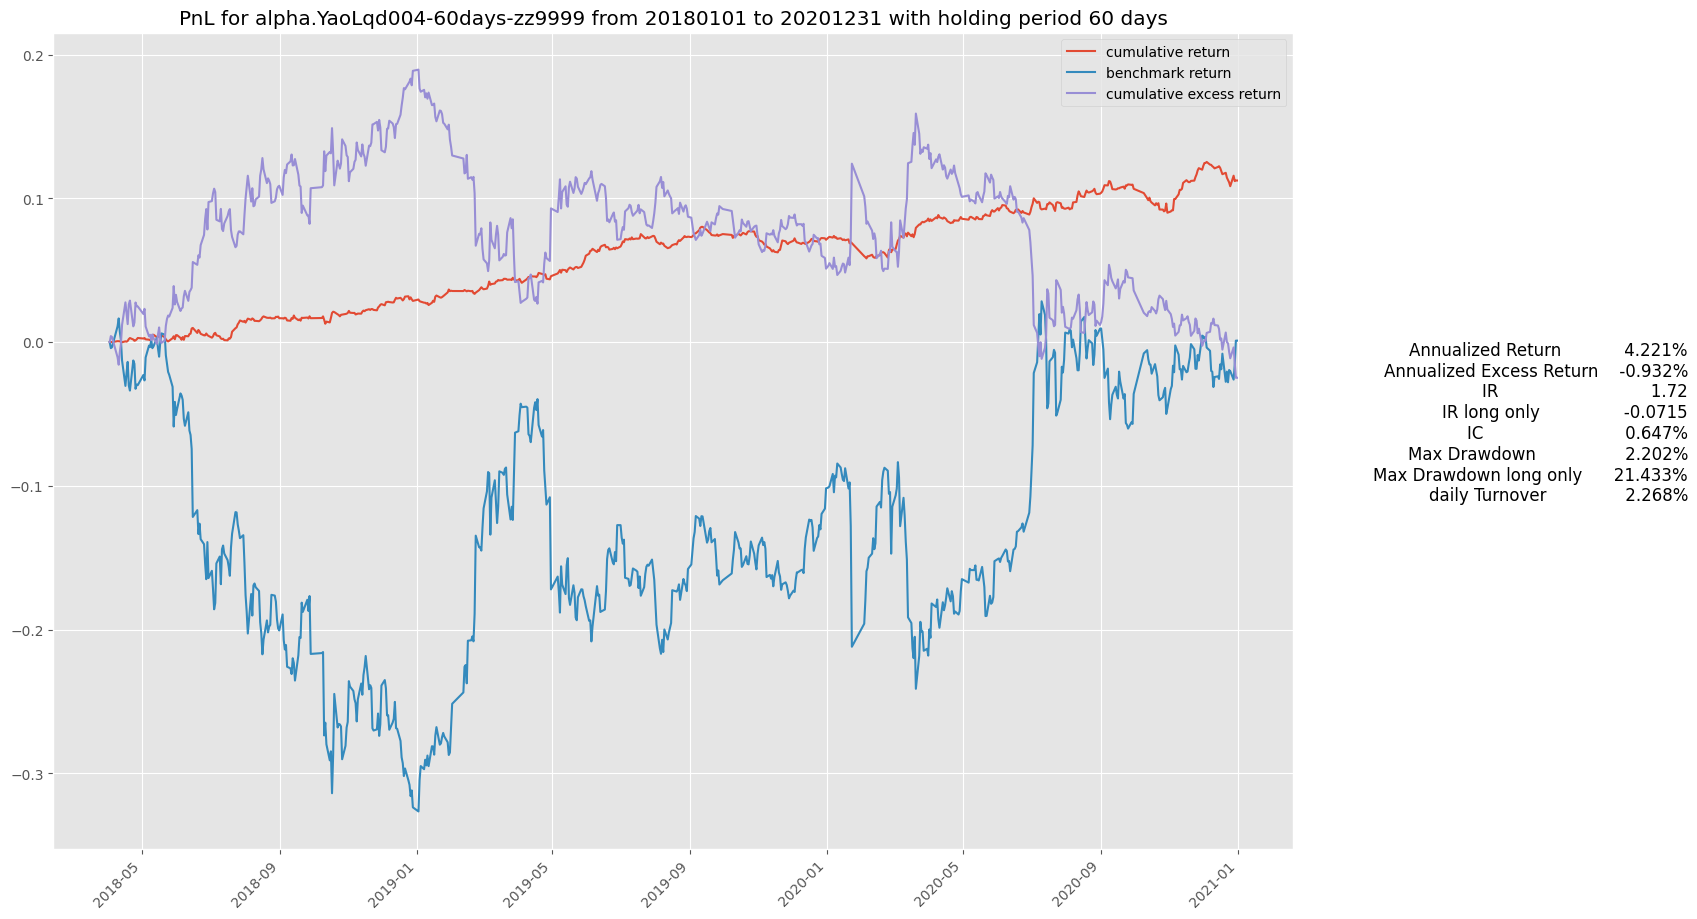 PnL for alpha.YaoLqd004-60days-zz9999 from 20180101 to 20201231 with holding period 60 days
cumulative return
benchmark return
cumulative excess return
0.2
0.1
0.0
−0.1
−0.2
−0.3
Annualized Return 4.221%
Annualized Excess Return -0.932%
IR 1.72
IR long only -0.0715
IC 0.647%
Max Drawdown 2.202%
Max Drawdown long only 21.433%
daily Turnover 2.268%
2018-05
2018-09
2019-01
2019-05
2019-09
2020-01
2020-05
2020-09
2021-01